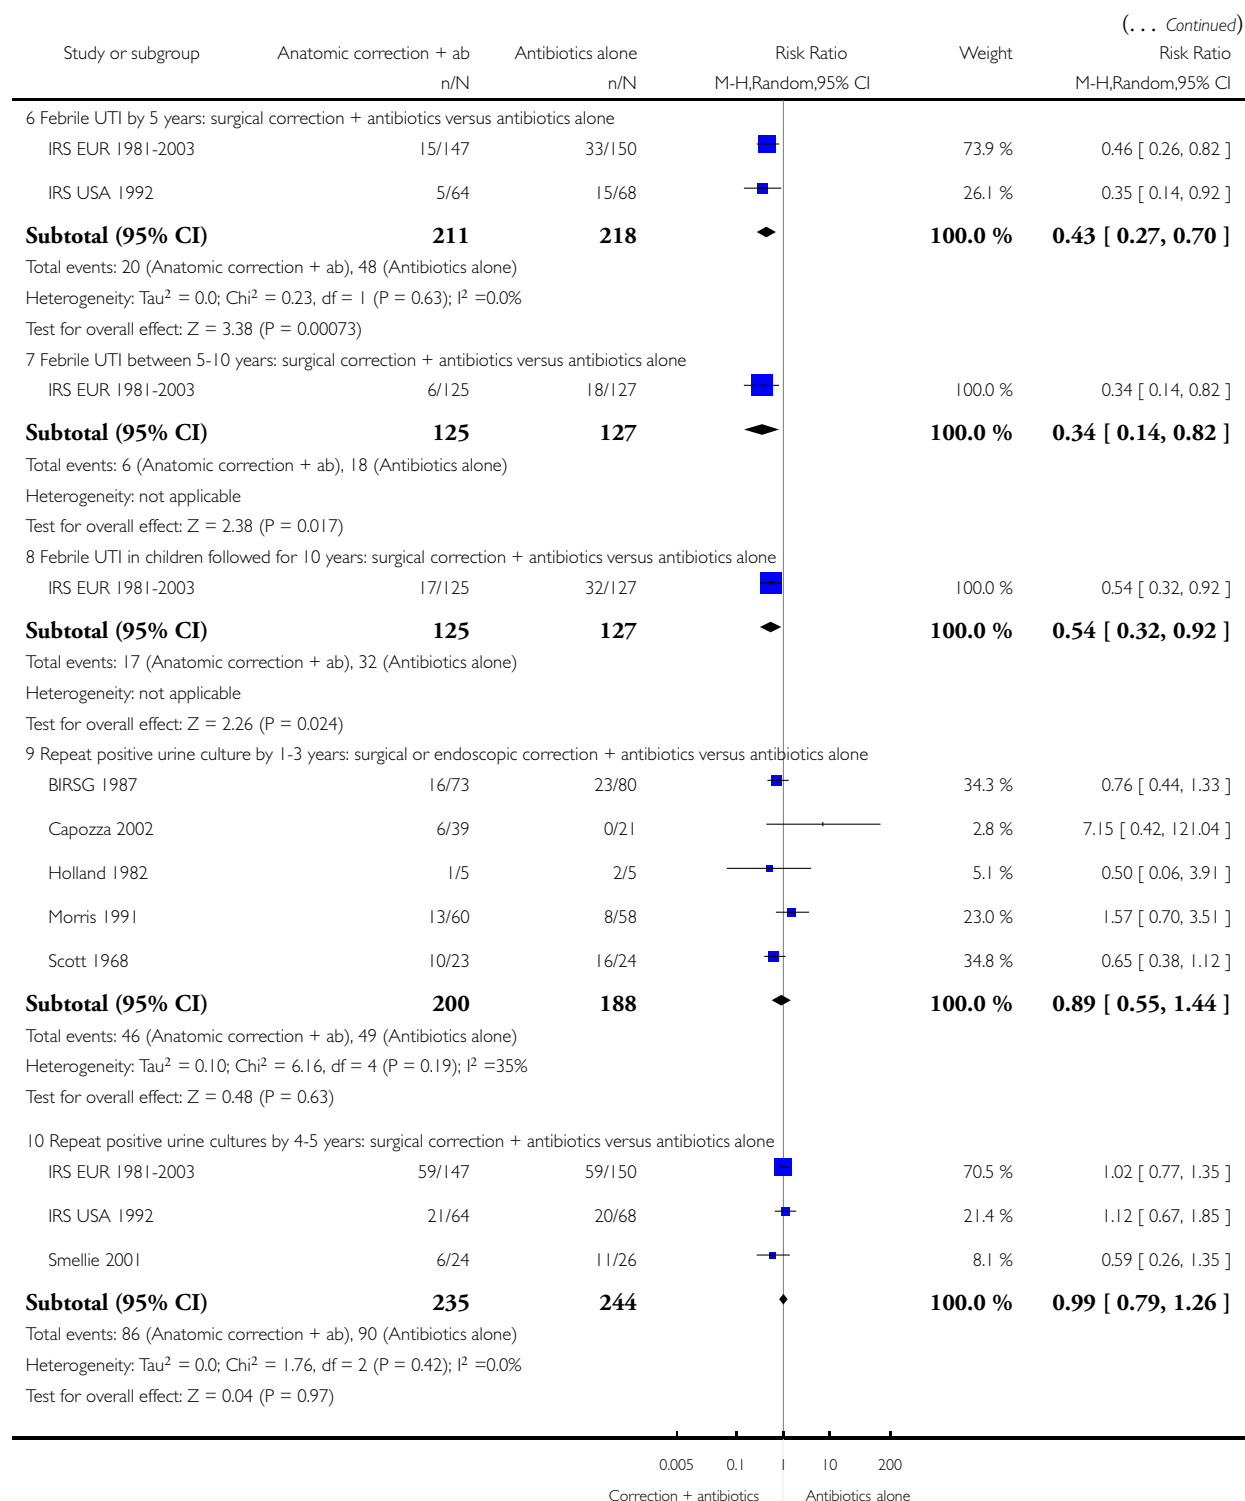 (... Continued)
Study or subgroup Anatomic correction + ab Antibiotics alone Risk Ratio Weight Risk Ratio
n/N n/N M-H,Random,95% CI M-H,Random,95% CI
6 Febrile UTI by 5 years: surgical correction + antibiotics versus antibiotics alone
IRS EUR 1981-2003 15/147 33/150 73.9 % 0.46 [ 0.26, 0.82 ]
IRS USA 1992 5/64 15/68 26.1 % 0.35 [ 0.14, 0.92 ]
Subtotal (95% CI) 211 218 100.0 % 0.43 [ 0.27, 0.70 ]
Total events: 20 (Anatomic correction + ab), 48 (Antibiotics alone)
Heterogeneity: Tau² = 0.0; Chi² = 0.23, df = 1 (P = 0.63); I² =0.0%
Test for overall effect: Z = 3.38 (P = 0.00073)
7 Febrile UTI between 5-10 years: surgical correction + antibiotics versus antibiotics alone
IRS EUR 1981-2003 6/125 18/127 100.0 % 0.34 [ 0.14, 0.82 ]
Subtotal (95% CI) 125 127 100.0 % 0.34 [ 0.14, 0.82 ]
Total events: 6 (Anatomic correction + ab), 18 (Antibiotics alone)
Heterogeneity: not applicable
Test for overall effect: Z = 2.38 (P = 0.017)
8 Febrile UTI in children followed for 10 years: surgical correction + antibiotics versus antibiotics alone
IRS EUR 1981-2003 17/125 32/127 100.0 % 0.54 [ 0.32, 0.92 ]
Subtotal (95% CI) 125 127 100.0 % 0.54 [ 0.32, 0.92 ]
Total events: 17 (Anatomic correction + ab), 32 (Antibiotics alone)
Heterogeneity: not applicable
Test for overall effect: Z = 2.26 (P = 0.024)
9 Repeat positive urine culture by 1-3 years: surgical or endoscopic correction + antibiotics versus antibiotics alone
BIRSG 1987 16/73 23/80 34.3 % 0.76 [ 0.44, 1.33 ]
Capozza 2002 6/39 0/21 2.8 % 7.15 [ 0.42, 121.04 ]
Holland 1982 1/5 2/5 5.1 % 0.50 [ 0.06, 3.91 ]
Morris 1991 13/60 8/58 23.0 % 1.57 [ 0.70, 3.51 ]
Scott 1968 10/23 16/24 34.8 % 0.65 [ 0.38, 1.12 ]
Subtotal (95% CI) 200 188 100.0 % 0.89 [ 0.55, 1.44 ]
Total events: 46 (Anatomic correction + ab), 49 (Antibiotics alone)
Heterogeneity: Tau² = 0.10; Chi² = 6.16, df = 4 (P = 0.19); I² =35%
Test for overall effect: Z = 0.48 (P = 0.63)
10 Repeat positive urine cultures by 4-5 years: surgical correction + antibiotics versus antibiotics alone
IRS EUR 1981-2003 59/147 59/150 70.5 % 1.02 [ 0.77, 1.35 ]
IRS USA 1992 21/64 20/68 21.4 % 1.12 [ 0.67, 1.85 ]
Smellie 2001 6/24 11/26 8.1 % 0.59 [ 0.26, 1.35 ]
Subtotal (95% CI) 235 244 100.0 % 0.99 [ 0.79, 1.26 ]
Total events: 86 (Anatomic correction + ab), 90 (Antibiotics alone)
Heterogeneity: Tau² = 0.0; Chi² = 1.76, df = 2 (P = 0.42); I² =0.0%
Test for overall effect: Z = 0.04 (P = 0.97)
0.005 0.1 1 10 200
Correction + antibiotics Antibiotics alone